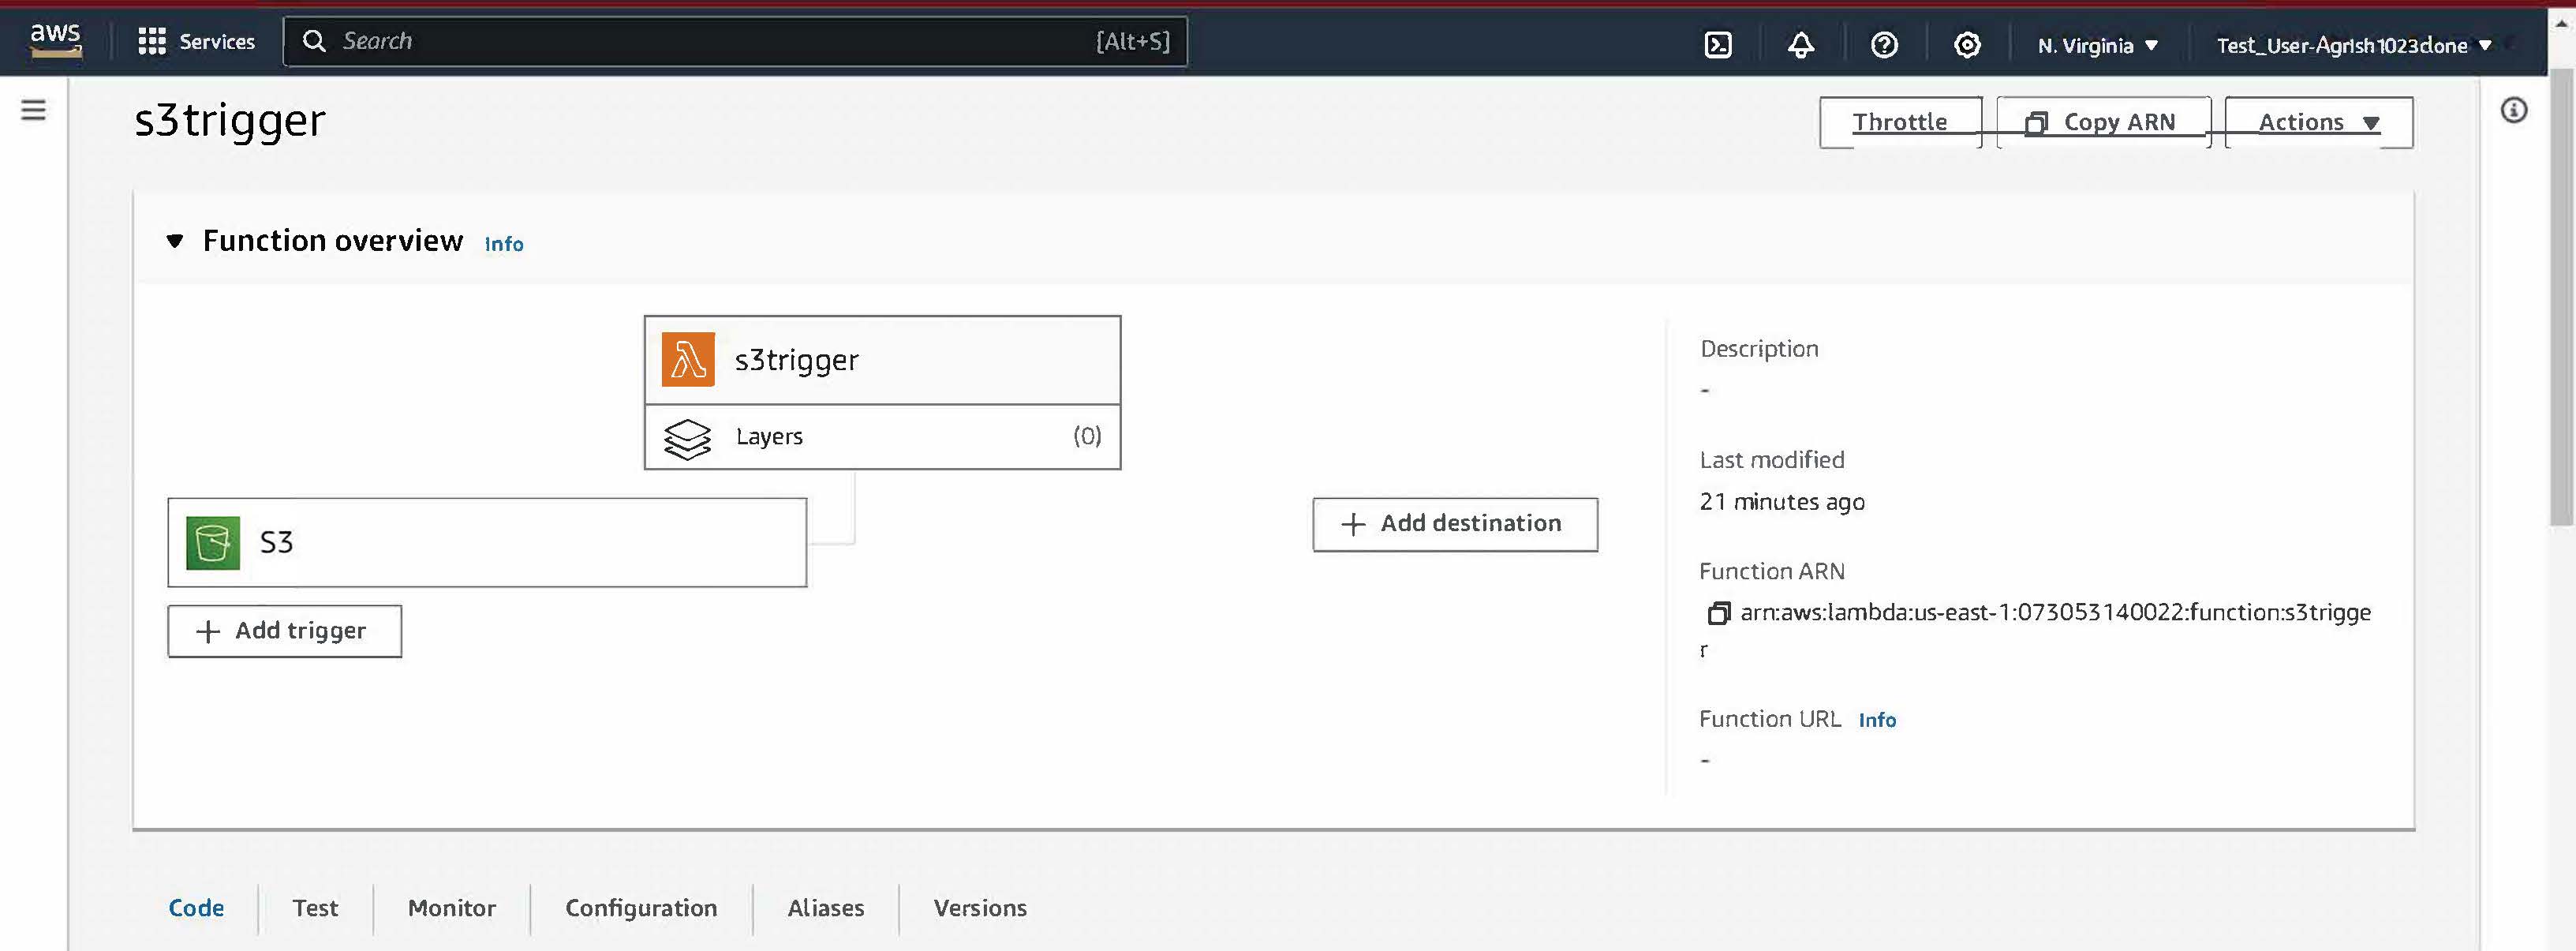 aws Services Search [Alt+S] N. Virginia Test_User-Agrish1023clone
s3trigger
Throttle Copy ARN Actions
Function overview Info
s3trigger
Layers (0)
S3
+ Add trigger
+ Add destination
Description
-
Last modified
21 minutes ago
Function ARN
arn:aws:lambda:us-east-1:073053140022:function:s3trigge
r
Function URL Info
-
Code Test Monitor Configuration Aliases Versions